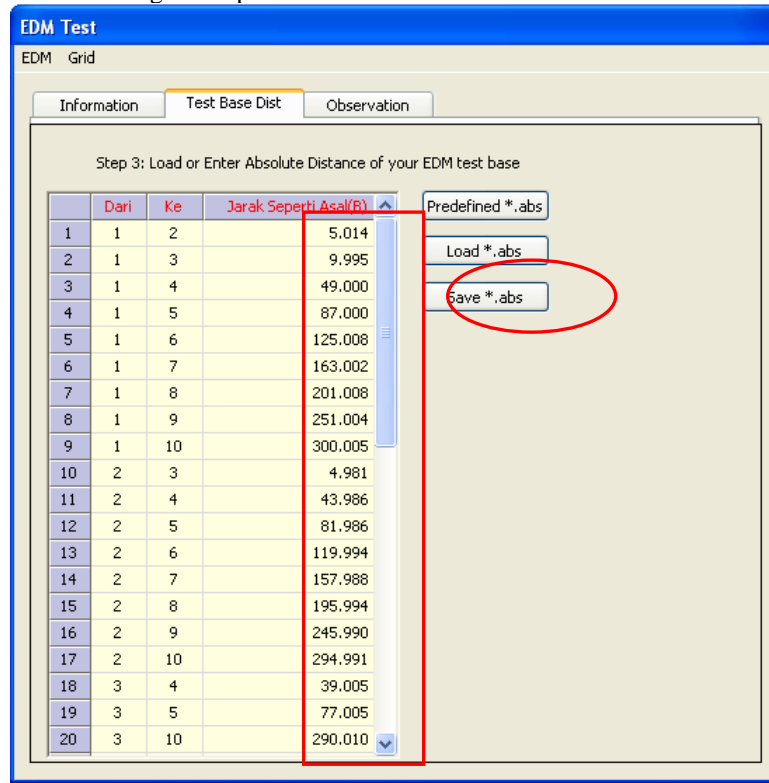 EDM Test
EDM Grid
Information Test Base Dist Observation
Step 3: Load or Enter Absolute Distance of your EDM test base
Dari Ke Jarak Seperti Asal(B)
1 1 2 5.014
2 1 3 9.995
3 1 4 49.000
4 1 5 87.000
5 1 6 125.008
6 1 7 163.002
7 1 8 201.008
8 1 9 251.004
9 1 10 300.005
10 2 3 4.981
11 2 4 43.986
12 2 5 81.986
13 2 6 119.994
14 2 7 157.988
15 2 8 195.994
16 2 9 245.990
17 2 10 294.991
18 3 4 39.005
19 3 5 77.005
20 3 10 290.010
Predefined *.abs
Load *.abs
Save *.abs